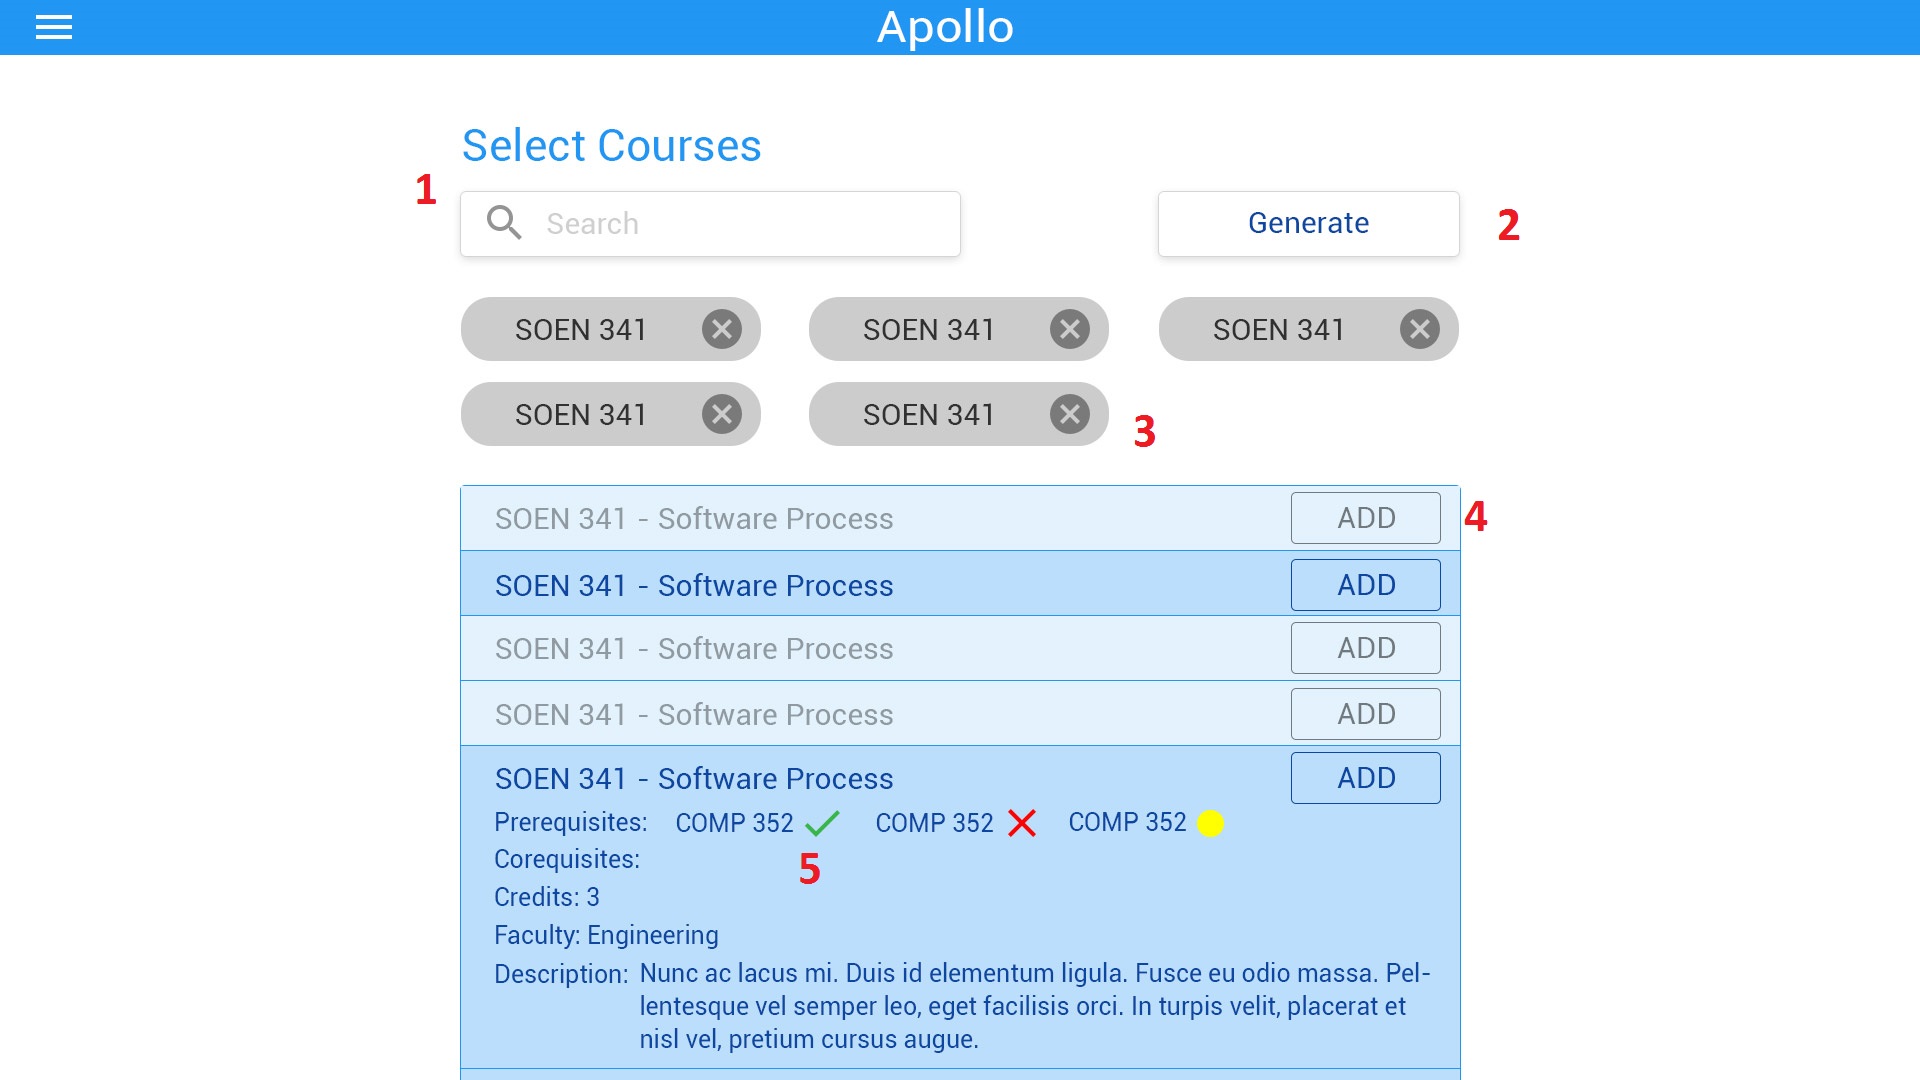 Apollo
Select Courses
1
Search
Generate
2
SOEN 341
SOEN 341
SOEN 341
SOEN 341
SOEN 341
3
SOEN 341 - Software Process
ADD
4
SOEN 341 - Software Process
ADD
SOEN 341 - Software Process
ADD
SOEN 341 - Software Process
ADD
SOEN 341 - Software Process
ADD
Prerequisites: COMP 352 COMP 352 COMP 352
5
Corequisites:
Credits: 3
Faculty: Engineering
Description: Nunc ac lacus mi. Duis id elementum ligula. Fusce eu odio massa. Pel-
lentesque vel semper leo, eget facilisis orci. In turpis velit, placerat et
nisl vel, pretium cursus augue.